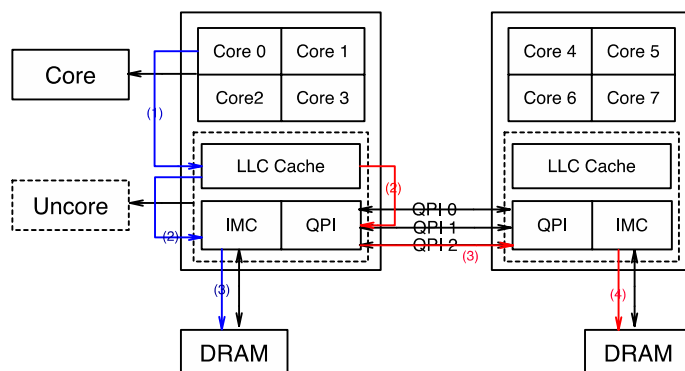 Core 0 Core 1 Core 4 Core 5
Core
Core2 Core 3 Core 6 Core 7
(1)
LLC Cache LLC Cache
(2)
Uncore
QPI 0
IMC QPI QPI 1 QPI IMC
(2)
QPI 2
(3)
(3) (4)
DRAM DRAM